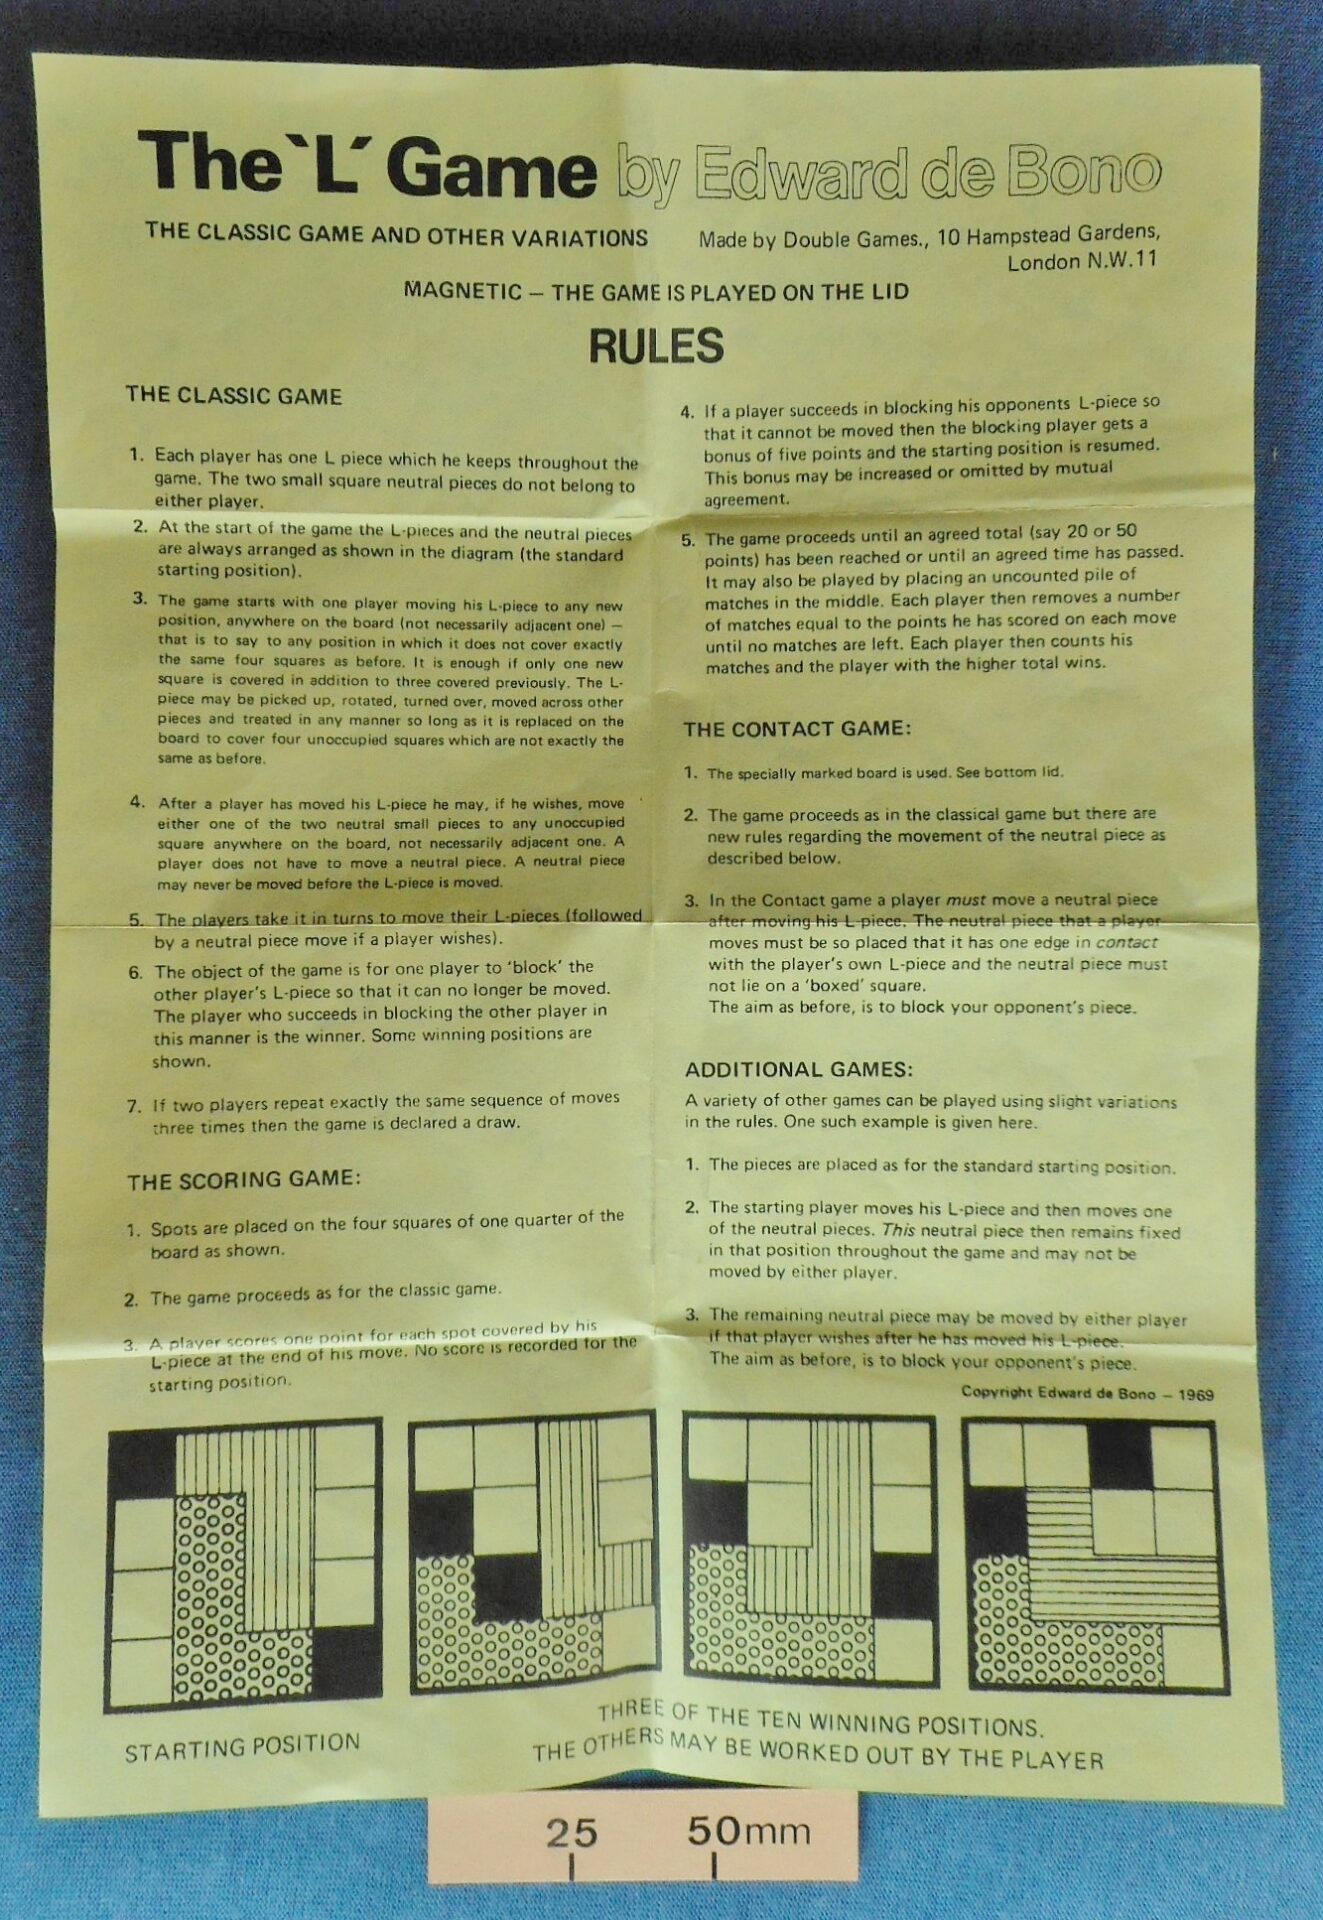 The `L´ Game by Edward de Bono
THE CLASSIC GAME AND OTHER VARIATIONS
Made by Double Games., 10 Hampstead Gardens,
London N.W.11
MAGNETIC – THE GAME IS PLAYED ON THE LID
RULES
THE CLASSIC GAME
1. Each player has one L piece which he keeps throughout the
game. The two small square neutral pieces do not belong to
either player.
2. At the start of the game the L-pieces and the neutral pieces
are always arranged as shown in the diagram (the standard
starting position).
3. The game starts with one player moving his L-piece to any new
position, anywhere on the board (not necessarily adjacent one) –
that is to say to any position in which it does not cover exactly
the same four squares as before. It is enough if only one new
square is covered in addition to three covered previously. The L-
piece may be picked up, rotated, turned over, moved across other
pieces and treated in any manner so long as it is replaced on the
board to cover four unoccupied squares which are not exactly the
same as before.
4. After a player has moved his L-piece he may, if he wishes, move
either one of the two neutral small pieces to any unoccupied
square anywhere on the board, not necessarily adjacent one. A
player does not have to move a neutral piece. A neutral piece
may never be moved before the L-piece is moved.
5. The players take it in turns to move their L-pieces (followed
by a neutral piece move if a player wishes).
6. The object of the game is for one player to 'block' the
other player's L-piece so that it can no longer be moved.
The player who succeeds in blocking the other player in
this manner is the winner. Some winning positions are
shown.
7. If two players repeat exactly the same sequence of moves
three times then the game is declared a draw.
THE SCORING GAME:
1. Spots are placed on the four squares of one quarter of the
board as shown.
2. The game proceeds as for the classic game.
3. A player scores one point for each spot covered by his
L-piece at the end of his move. No score is recorded for the
starting position.
4. If a player succeeds in blocking his opponents L-piece so
that it cannot be moved then the blocking player gets a
bonus of five points and the starting position is resumed.
This bonus may be increased or omitted by mutual
agreement.
5. The game proceeds until an agreed total (say 20 or 50
points) has been reached or until an agreed time has passed.
It may also be played by placing an uncounted pile of
matches in the middle. Each player then removes a number
of matches equal to the points he has scored on each move
until no matches are left. Each player then counts his
matches and the player with the higher total wins.
THE CONTACT GAME:
1. The specially marked board is used. See bottom lid.
2. The game proceeds as in the classical game but there are
new rules regarding the movement of the neutral piece as
described below.
3. In the Contact game a player must move a neutral piece
after moving his L-piece. The neutral piece that a player
moves must be so placed that it has one edge in contact
with the player's own L-piece and the neutral piece must
not lie on a 'boxed' square.
The aim as before, is to block your opponent's piece.
ADDITIONAL GAMES:
A variety of other games can be played using slight variations
in the rules. One such example is given here.
1. The pieces are placed as for the standard starting position.
2. The starting player moves his L-piece and then moves one
of the neutral pieces. This neutral piece then remains fixed
in that position throughout the game and may not be
moved by either player.
3. The remaining neutral piece may be moved by either player
if that player wishes after he has moved his L-piece.
The aim as before, is to block your opponent's piece.
Copyright Edward de Bono – 1969
STARTING POSITION
THREE OF THE TEN WINNING POSITIONS.
THE OTHERS MAY BE WORKED OUT BY THE PLAYER
25 50mm